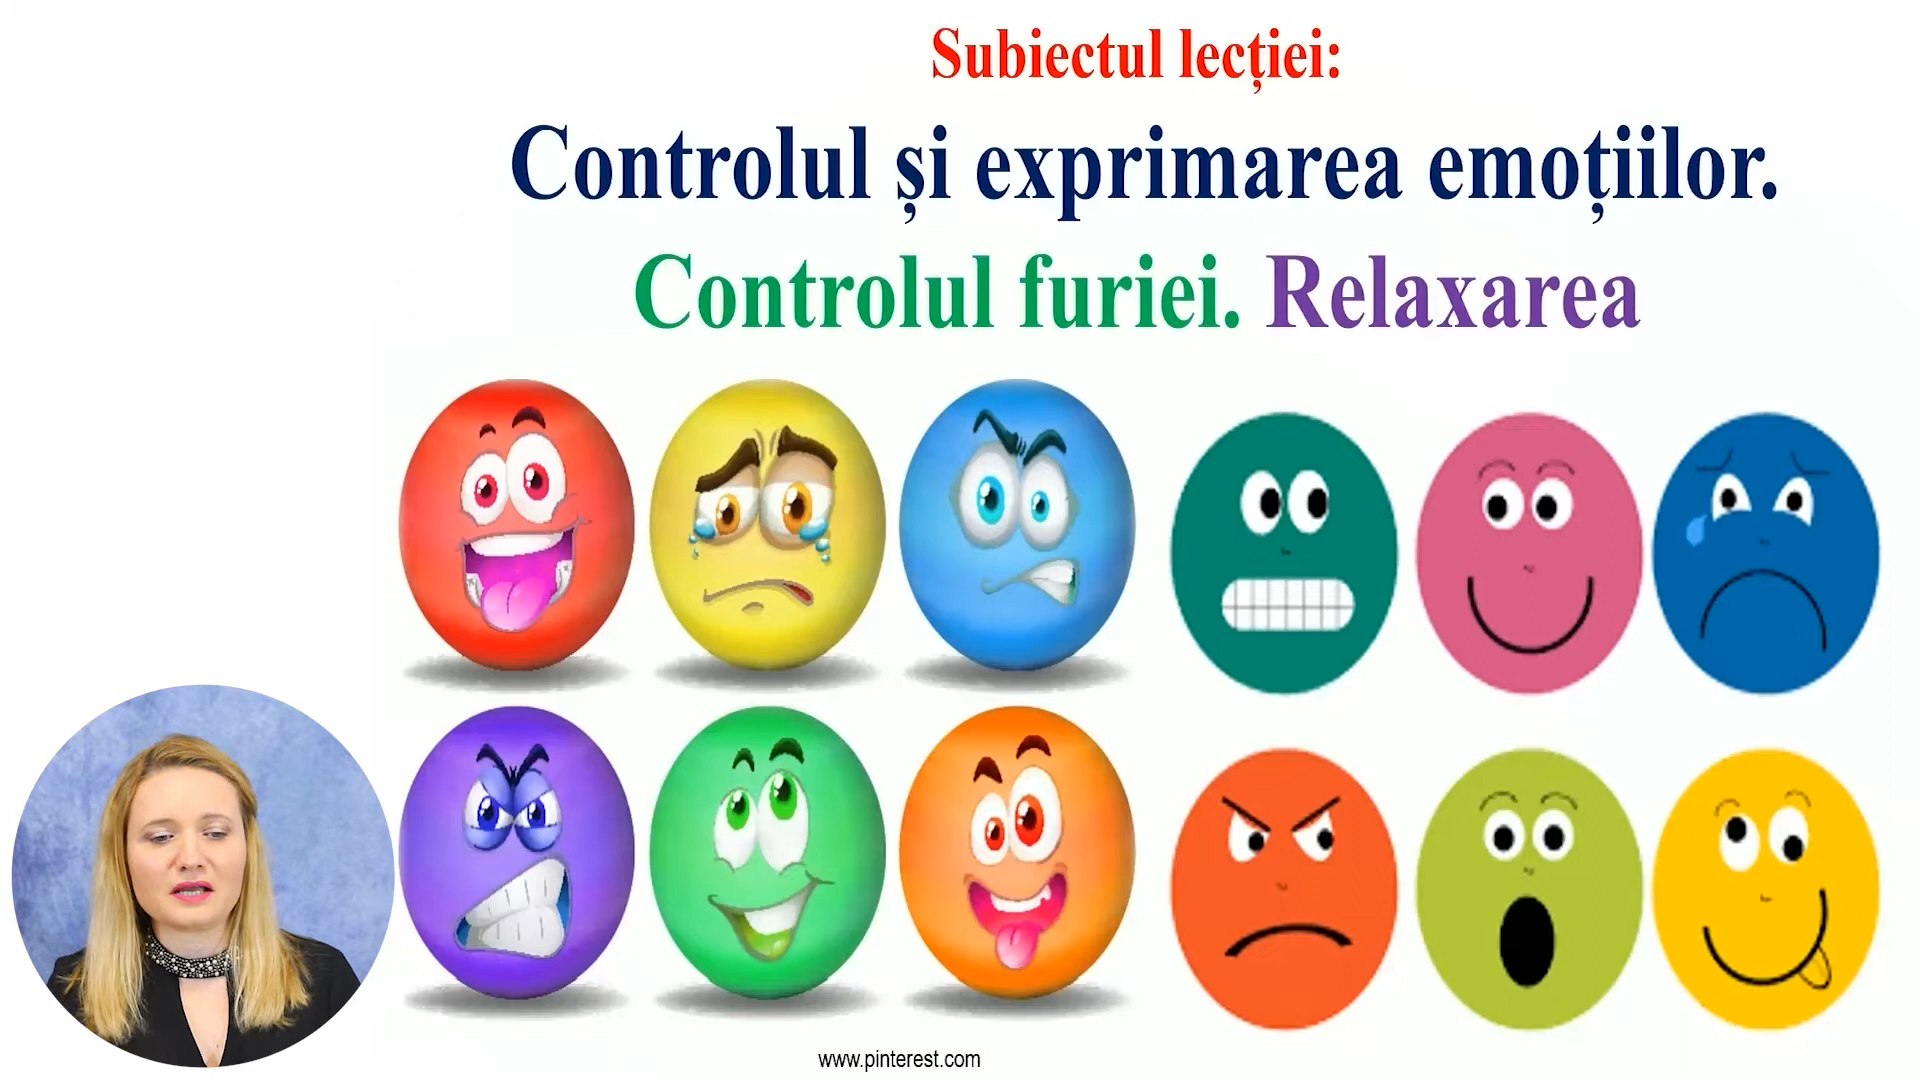 Subiectul lecției:
Controlul și exprimarea emoțiilor.
Controlul furiei. Relaxarea
www.pinterest.com